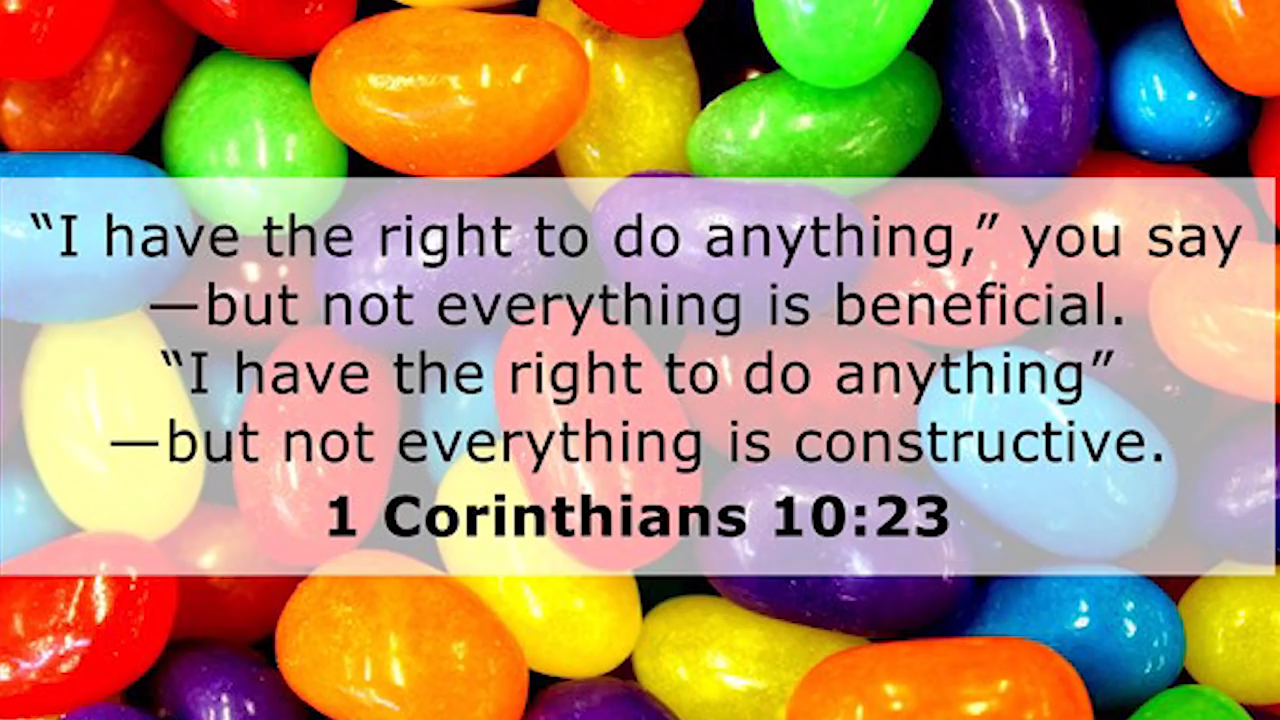 “I have the right to do anything,” you say
—but not everything is beneficial.
“I have the right to do anything”
—but not everything is constructive.
1 Corinthians 10:23